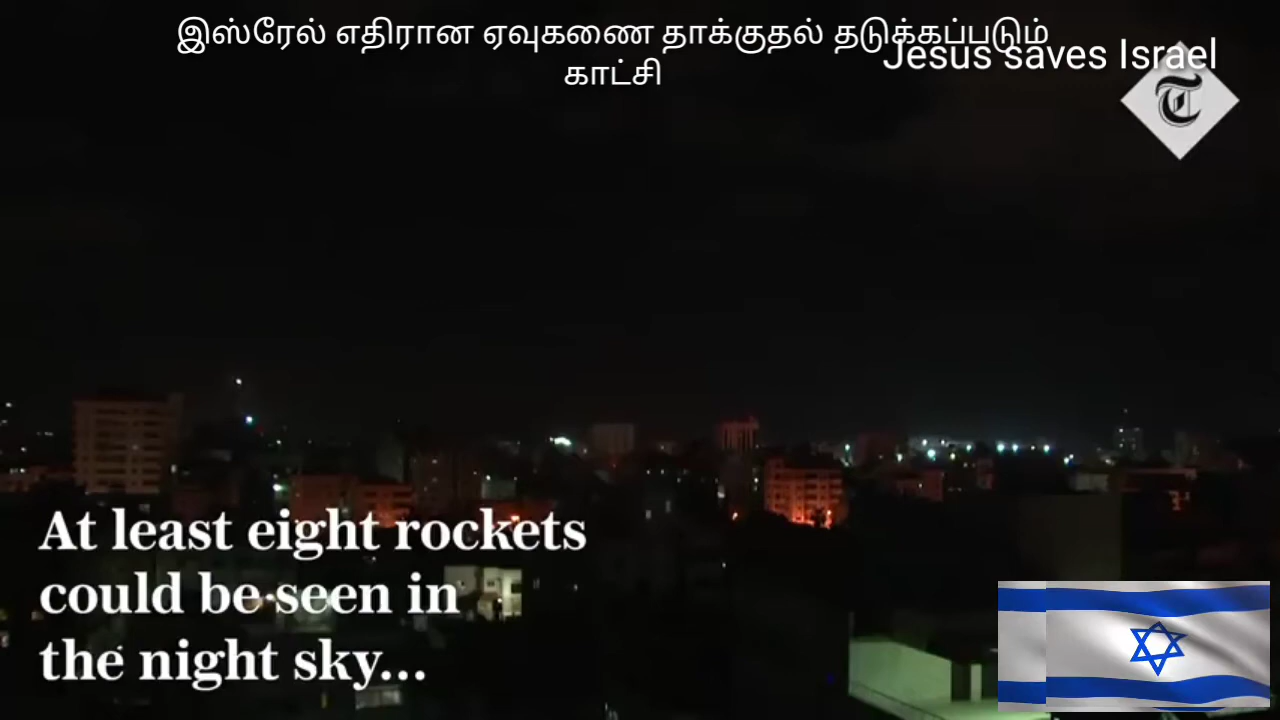 இஸ்ரேல் எதிரான ஏவுகணை தாக்குதல் தடுக்கப்படும்
காட்சி
Jesus saves Israel
T
At least eight rockets
could be seen in
the night sky...